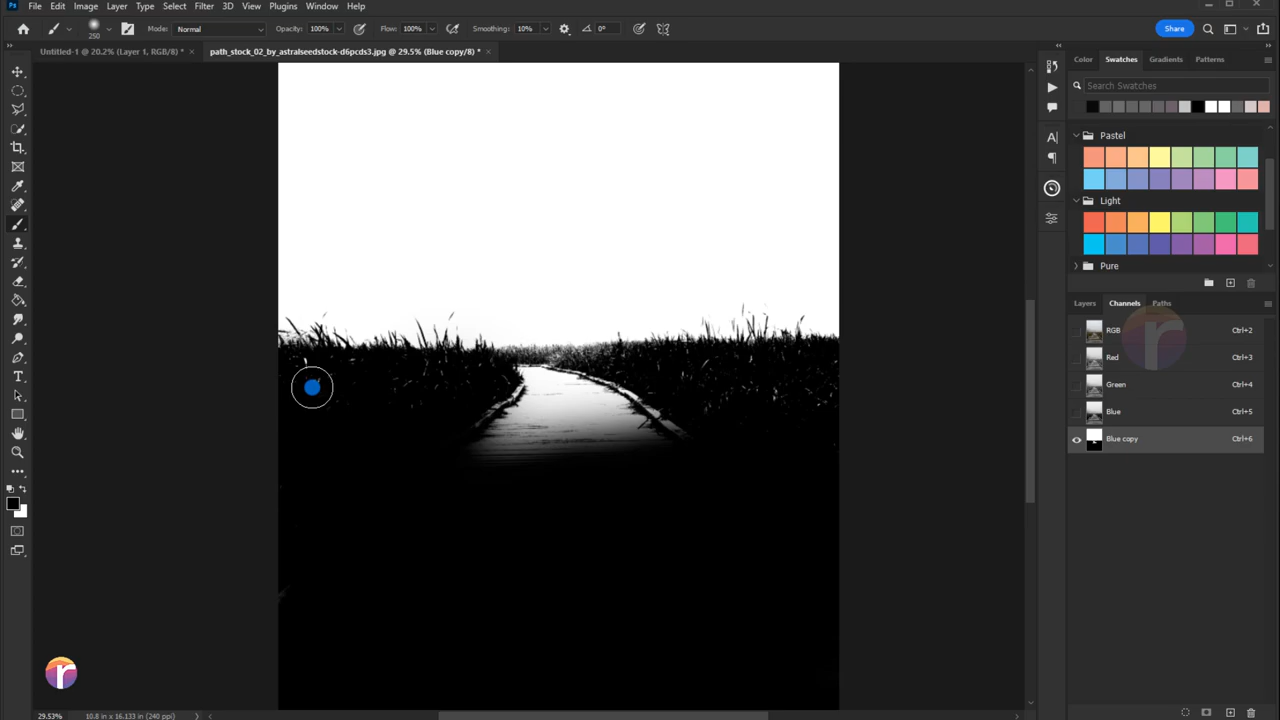 Ps File Edit Image Layer Type Select Filter 3D View Plugins Window Help
250 Mode: Normal Opacity: 100% Flow: 100% Smoothing: 10% 0° Share
Untitled-1 @ 20.2% (Layer 1, RGB/8) * × path_stock_02_by_astralseedstock-d6pcds3.jpg @ 29.5% (Blue copy/8) * ×
Color Swatches Gradients Patterns
Search Swatches
Pastel
Light
Pure
Layers Channels Paths
RGB Ctrl+2
Red Ctrl+3
Green Ctrl+4
Blue Ctrl+5
Blue copy Ctrl+6
r
r
29.53% 10.8 in x 16.133 in (240 ppi)